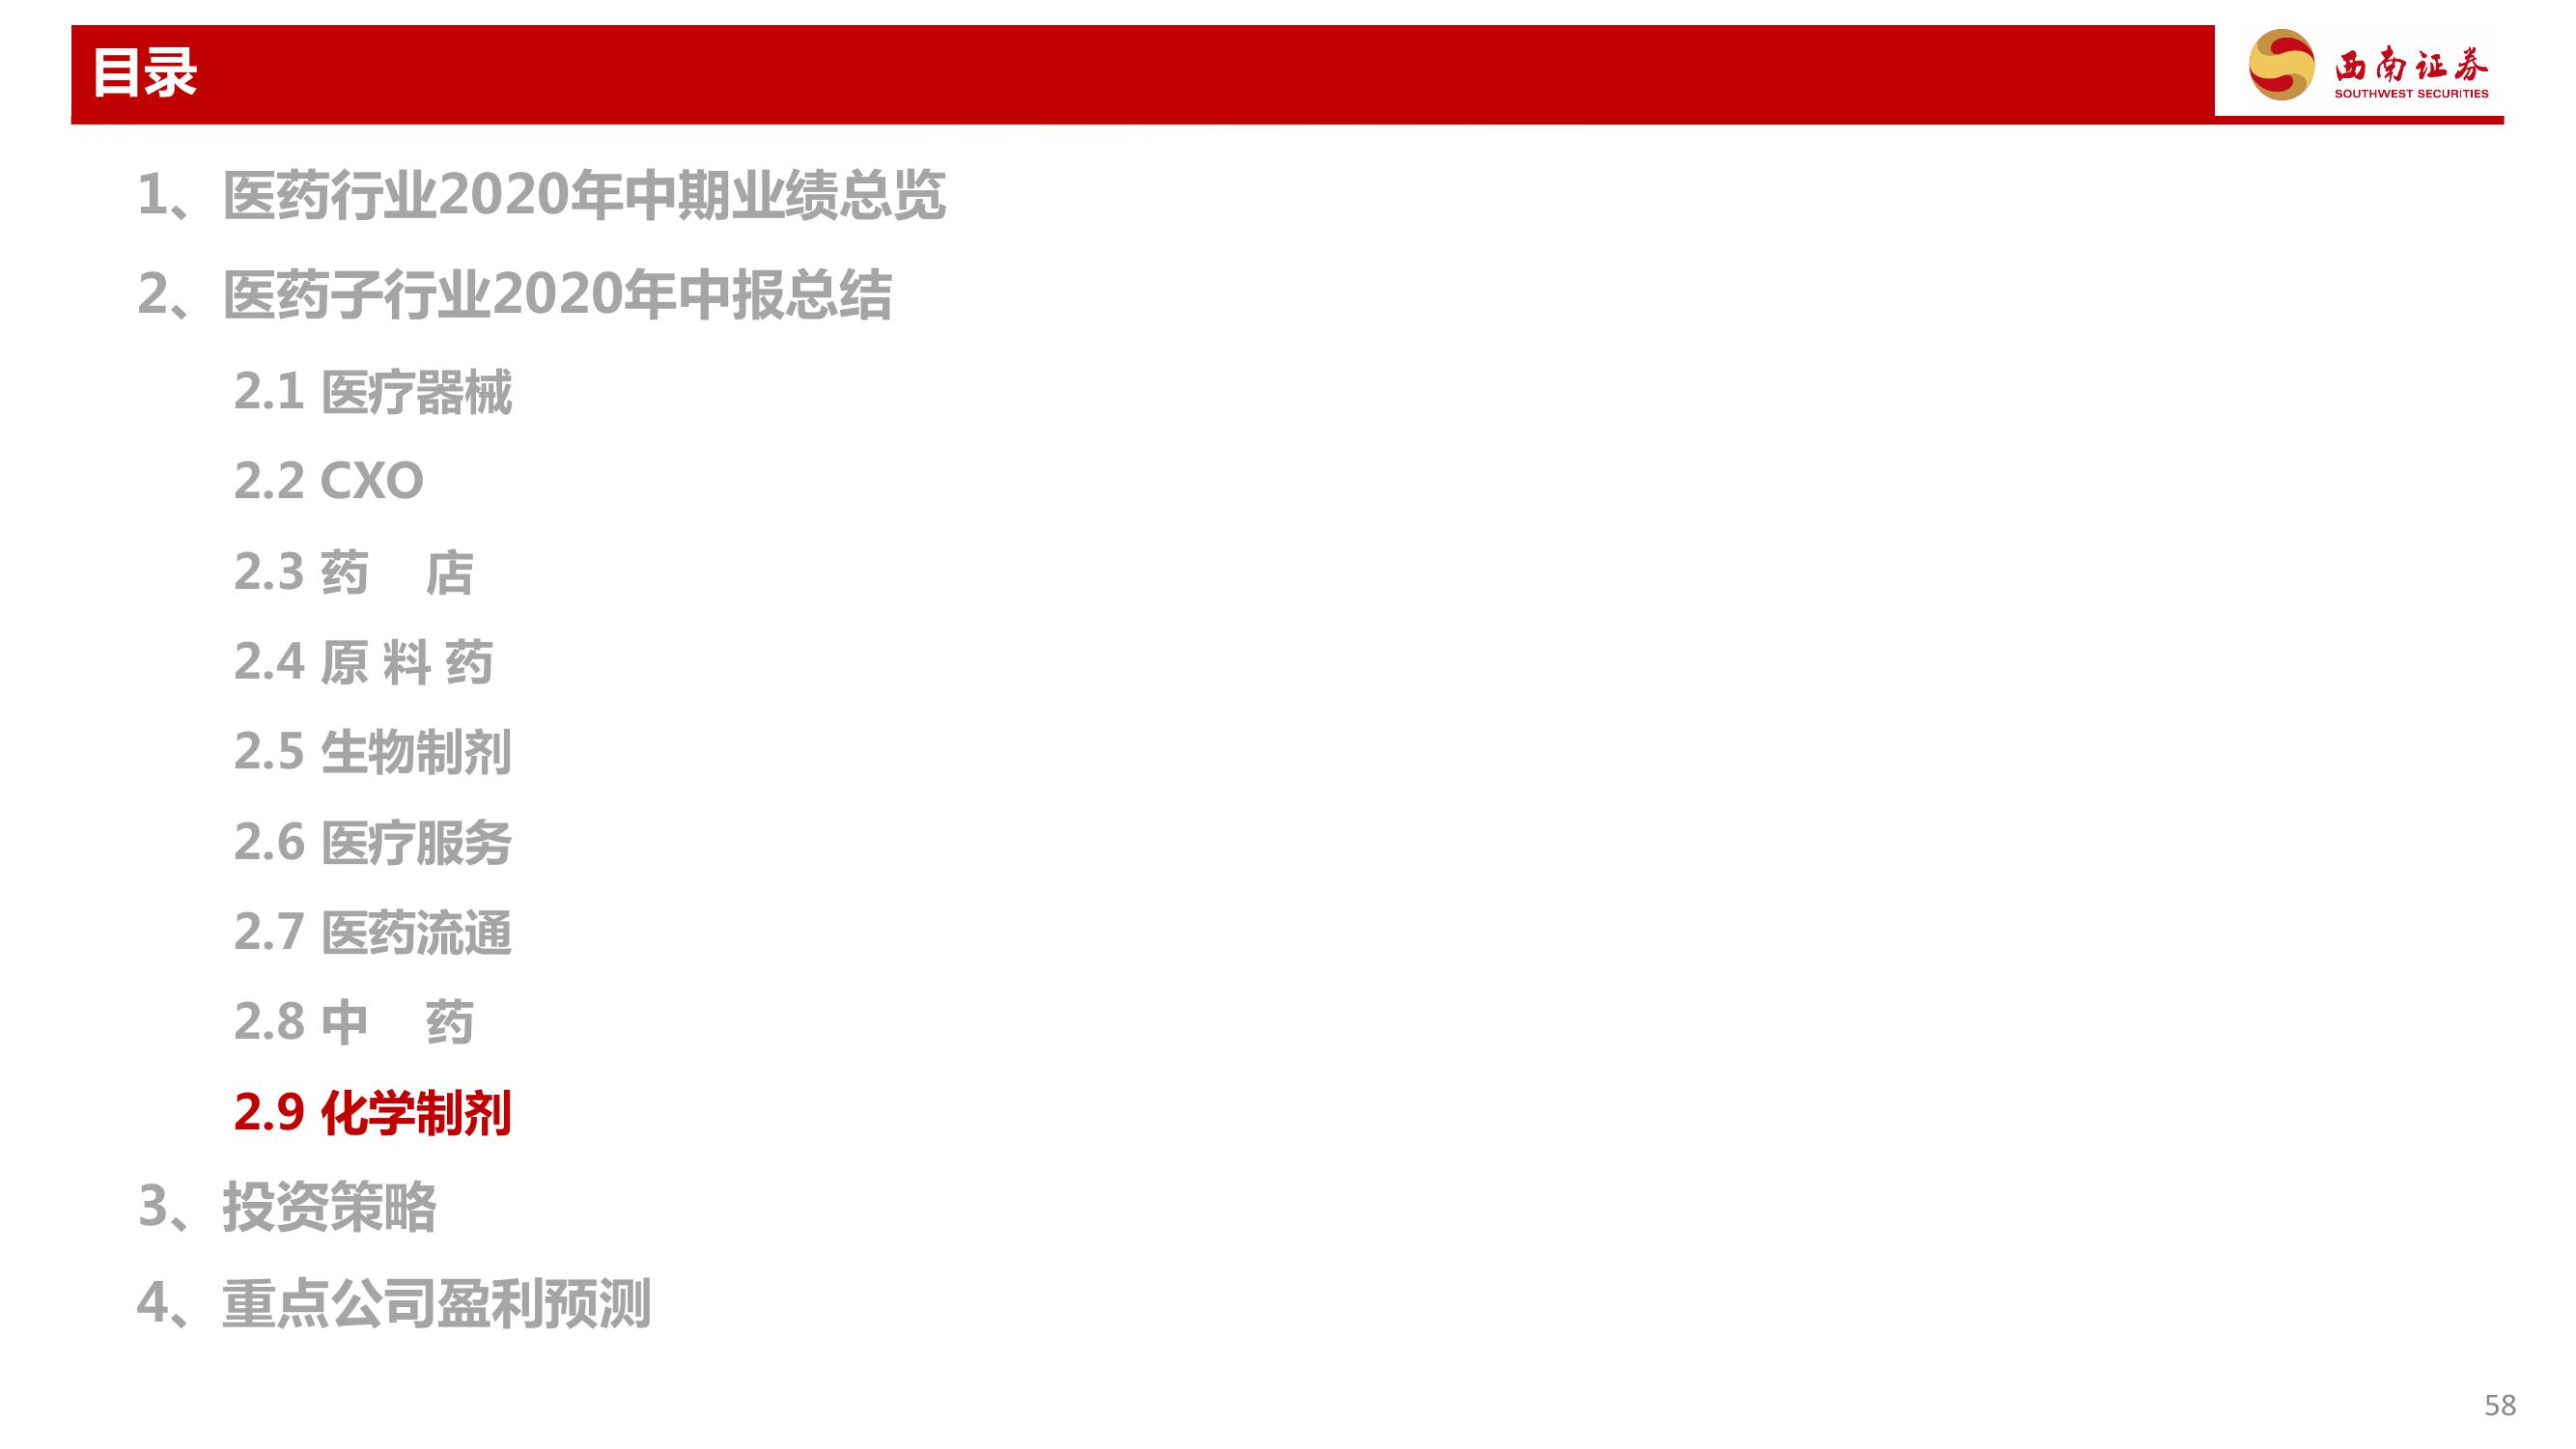 目录
西南证券
SOUTHWEST SECURITIES
1、医药行业2020年中期业绩总览
2、医药子行业2020年中报总结
2.1 医疗器械
2.2 CXO
2.3 药 店
2.4 原 料 药
2.5 生物制剂
2.6 医疗服务
2.7 医药流通
2.8 中 药
2.9 化学制剂
3、投资策略
4、重点公司盈利预测
58